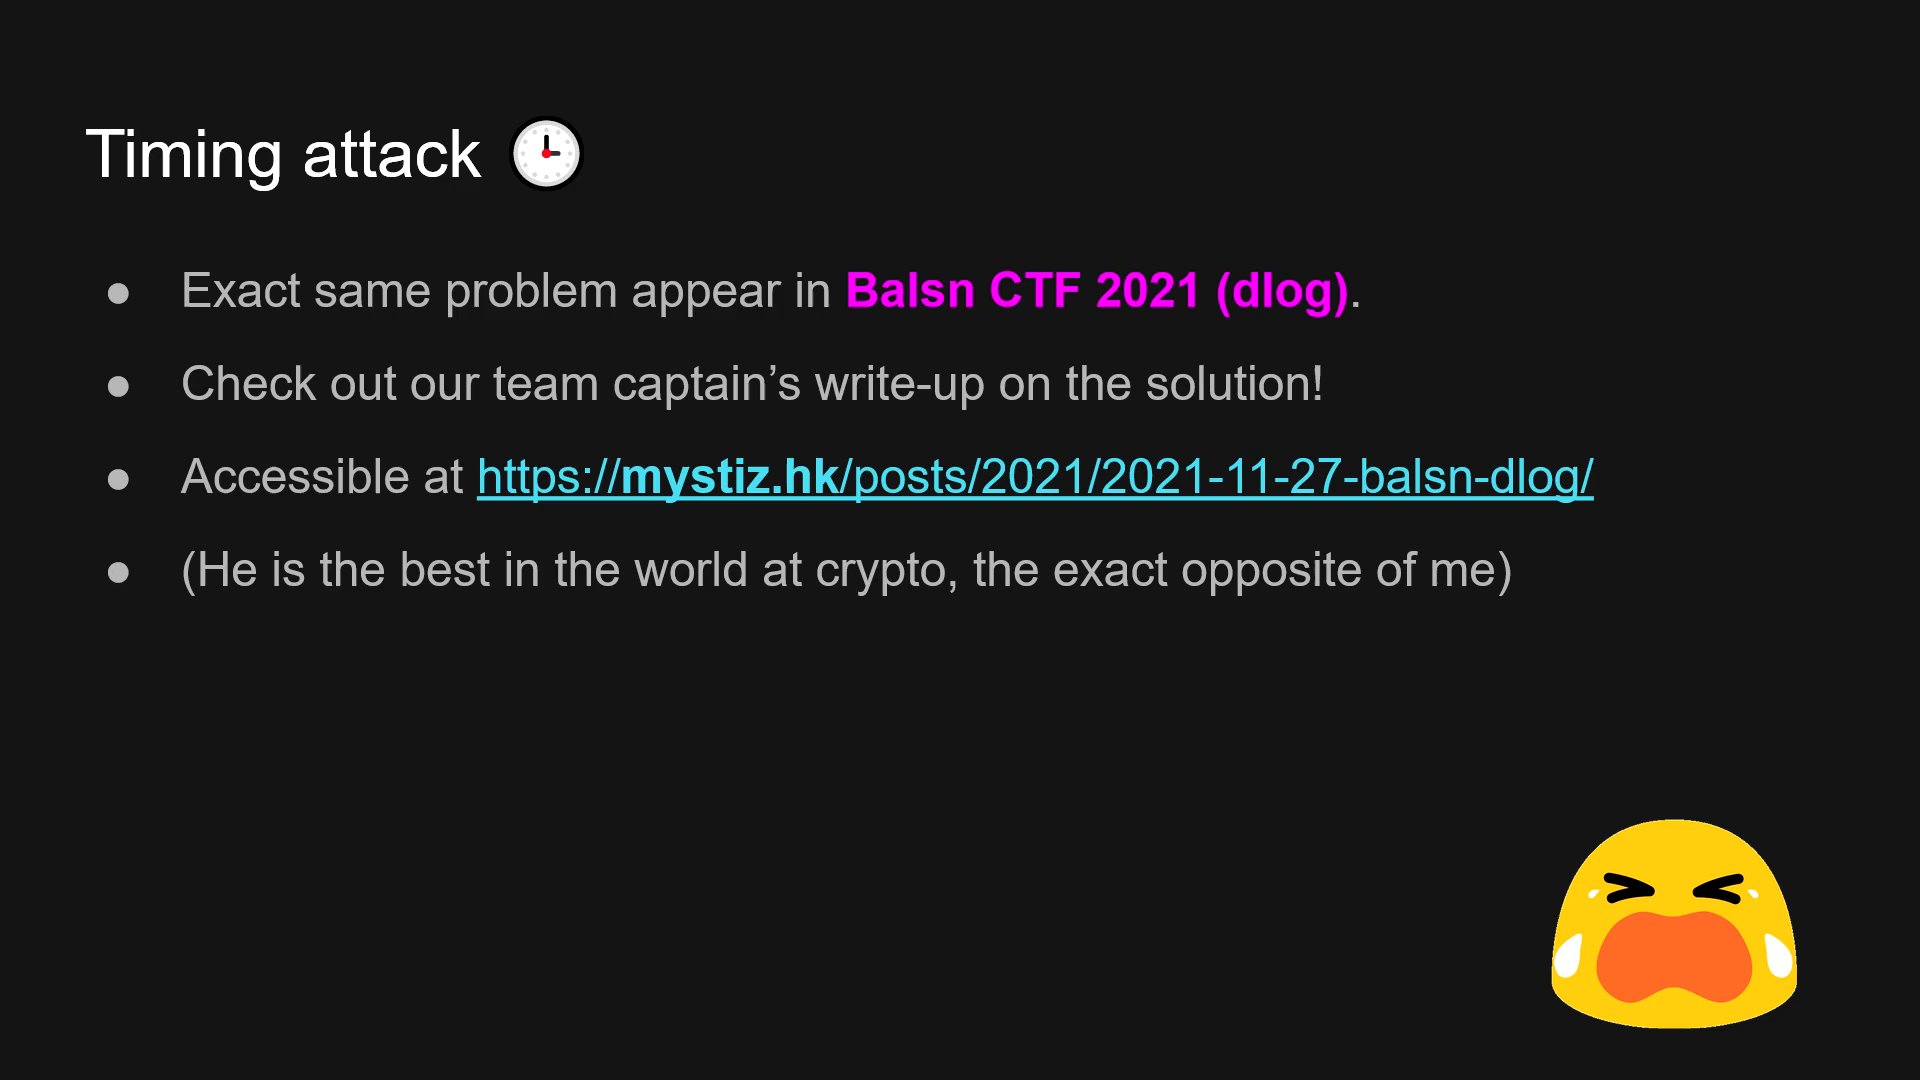 Timing attack 🕒
● Exact same problem appear in Balsn CTF 2021 (dlog).
● Check out our team captain’s write-up on the solution!
● Accessible at https://mystiz.hk/posts/2021/2021-11-27-balsn-dlog/
● (He is the best in the world at crypto, the exact opposite of me)